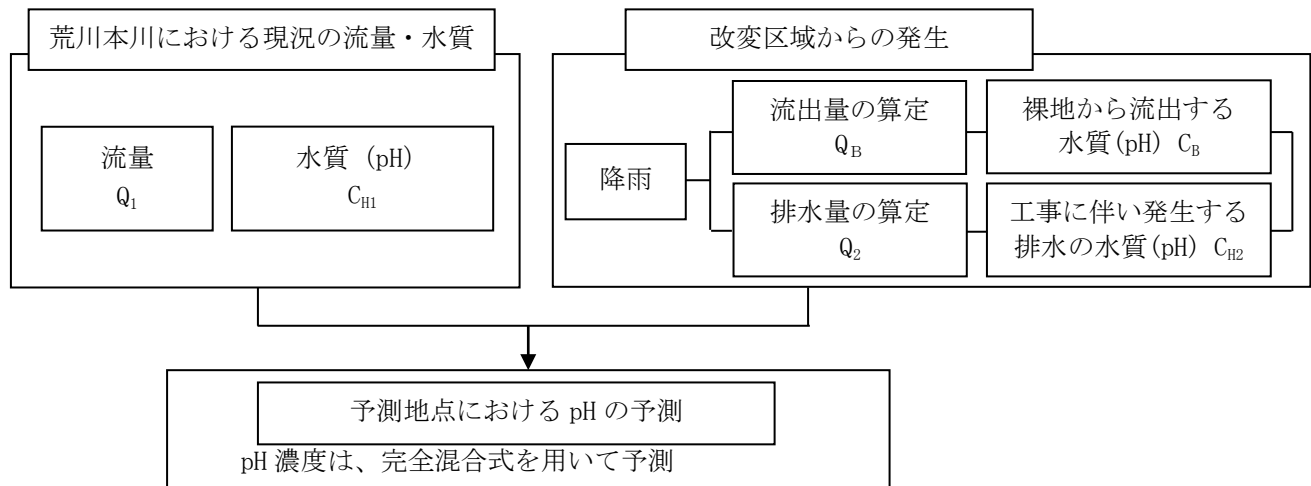 荒川本川における現況の流量・水質
流量
Q1
水質 (pH)
CH1
改変区域からの発生
降雨
流出量の算定
QB
裸地から流出する
水質(pH) CB
排水量の算定
Q2
工事に伴い発生する
排水の水質(pH) CH2
予測地点における pH の予測
pH 濃度は、完全混合式を用いて予測